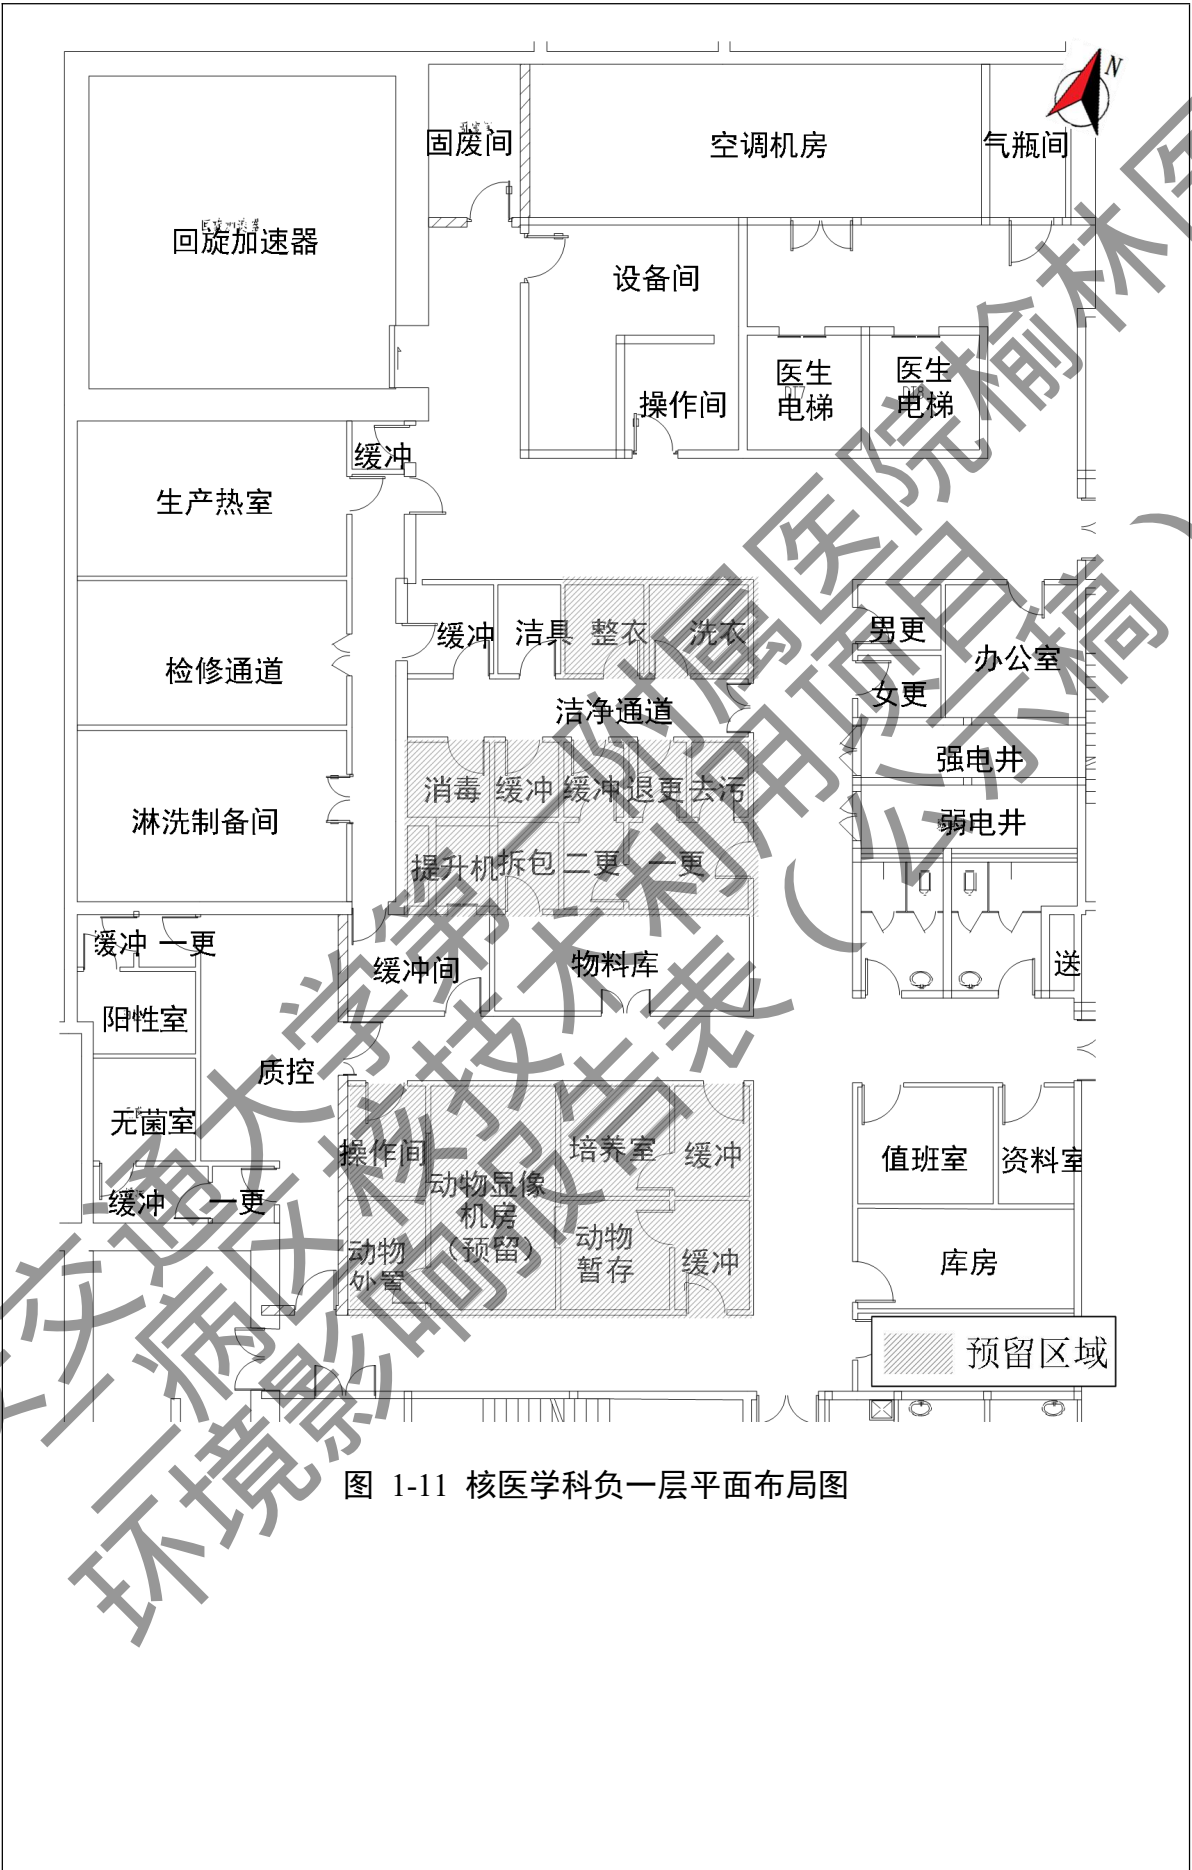 N
固废间
空调机房
气瓶间
回旋加速器
设备间
医生
电梯
医生
电梯
操作间
缓冲
生产热室
缓冲
洁具
整衣
洗衣
男更
办公室
检修通道
女更
洁净通道
强电井
消毒
缓冲
缓冲
退更
去污
淋洗制备间
弱电井
提升机
拆包
二更
一更
缓冲
一更
缓冲间
物料库
送
阳性室
质控
无菌室
操作间
培养室
缓冲
值班室
资料室
动物显像
机房
(预留)
缓冲
一更
动物
处置
动物
暂存
缓冲
库房
预留区域
图 1-11 核医学科负一层平面布局图
交通大学第一附属医院榆林医
病区核技术利用项目
环境影响报告表（公示稿）